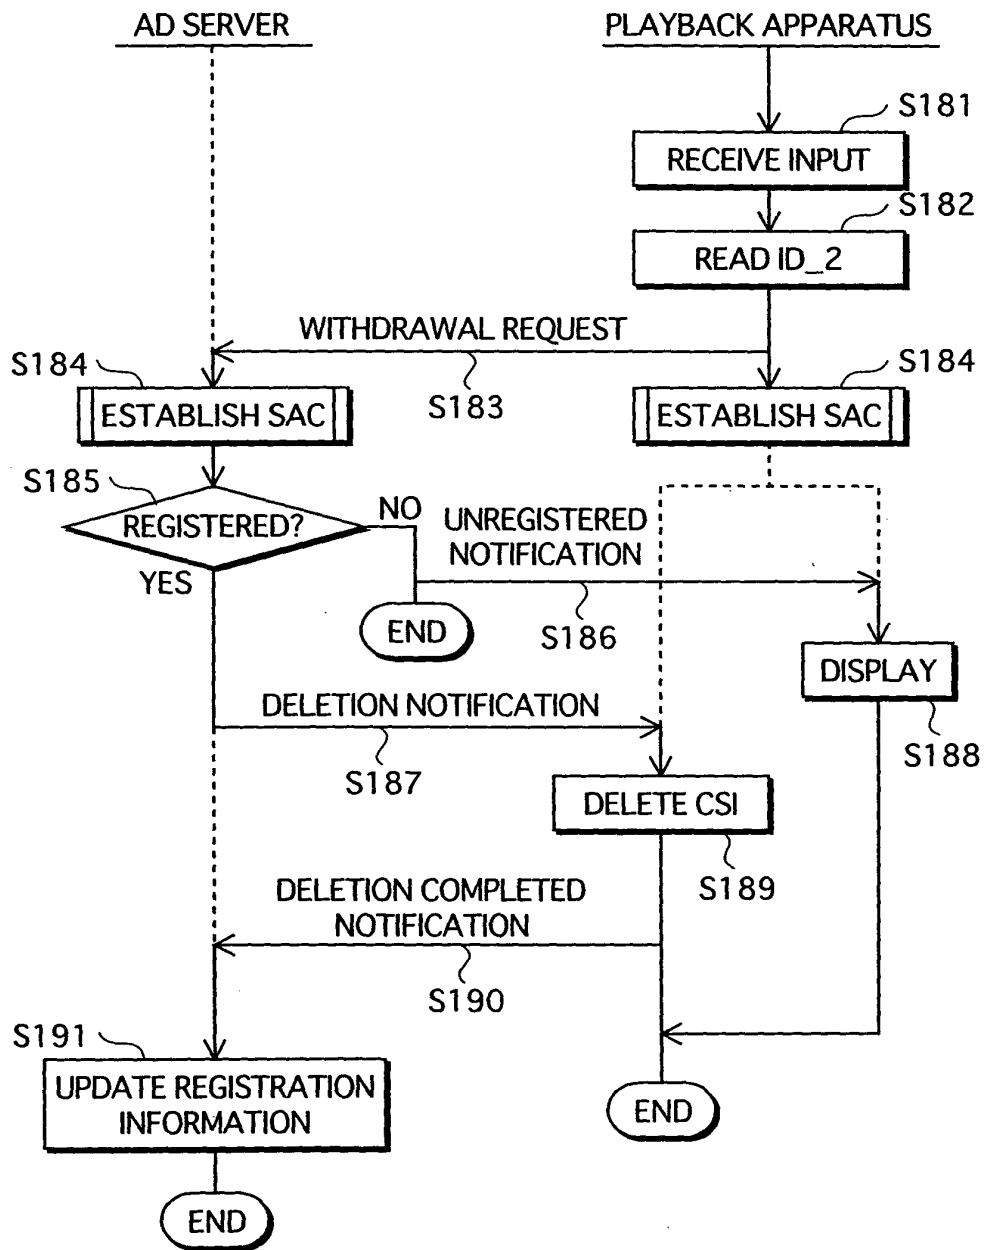 AD SERVER
PLAYBACK APPARATUS
S181
RECEIVE INPUT
S182
READ ID_2
WITHDRAWAL REQUEST
S183
S184
ESTABLISH SAC
S184
ESTABLISH SAC
S185
REGISTERED?
NO
YES
UNREGISTERED
NOTIFICATION
S186
END
DISPLAY
S188
DELETION NOTIFICATION
S187
DELETE CSI
S189
DELETION COMPLETED
NOTIFICATION
S190
S191
UPDATE REGISTRATION
INFORMATION
END
END